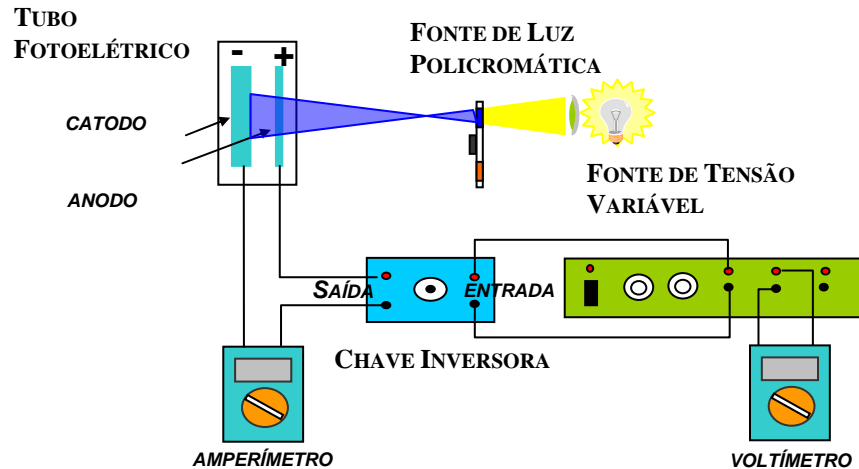 TUBO
FOTOELÉTRICO
- +
FONTE DE LUZ
POLICROMÁTICA
CATODO
ANODO
FONTE DE TENSÃO
VARIÁVEL
SAÍDA
ENTRADA
CHAVE INVERSORA
AMPERÍMETRO
VOLTÍMETRO